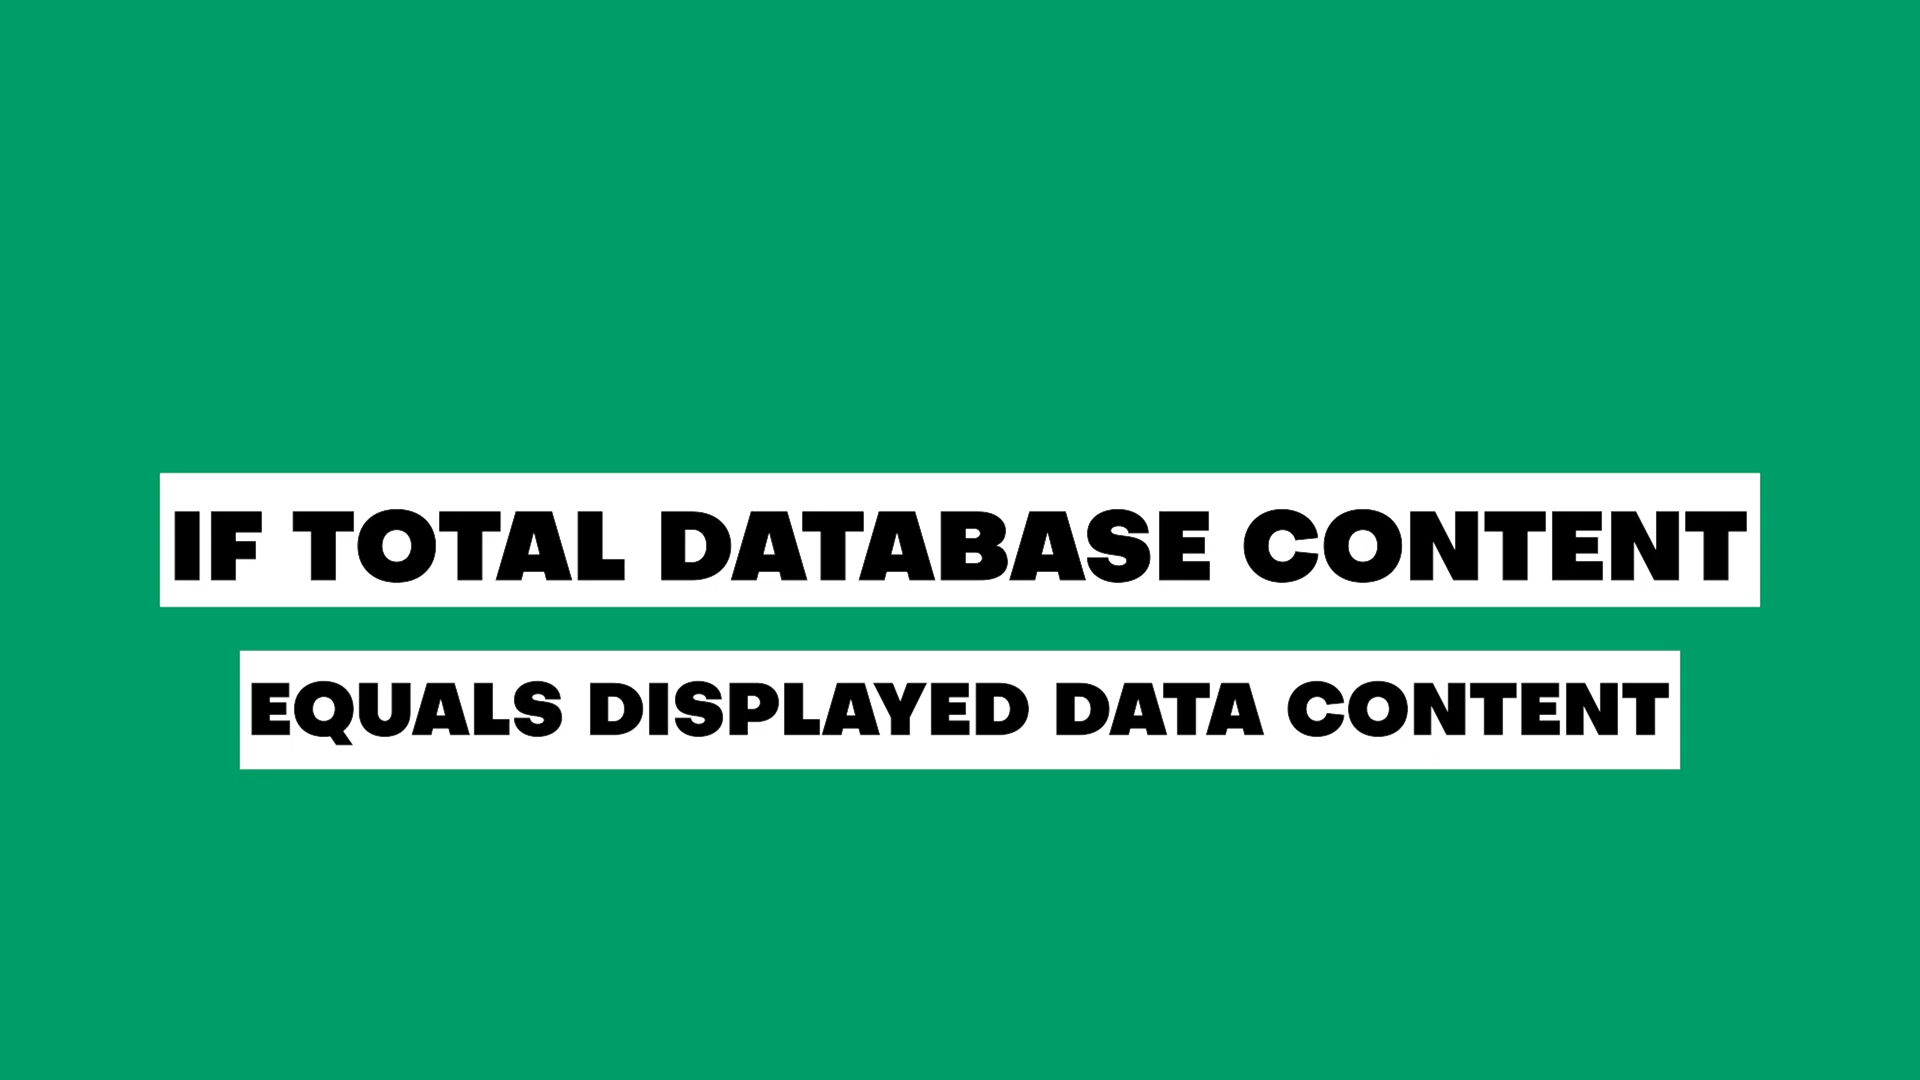 IF TOTAL DATABASE CONTENT
EQUALS DISPLAYED DATA CONTENT